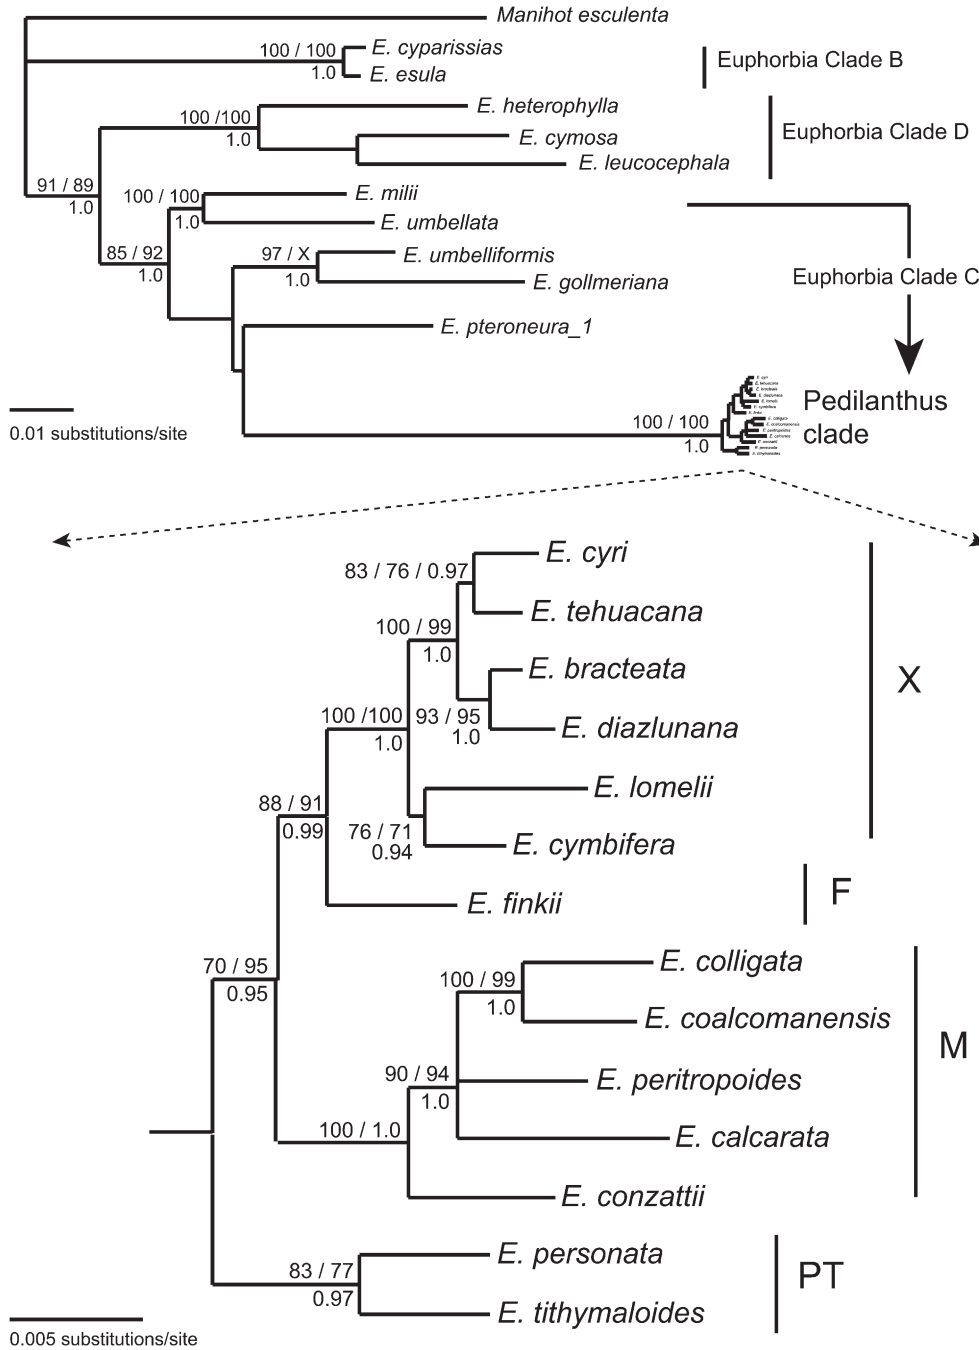 Manihot esculenta
100 / 100
E. cyparissias
1.0
E. esula
Euphorbia Clade B
E. heterophylla
100 /100
1.0
E. cymosa
E. leucocephala
Euphorbia Clade D
91 / 89
1.0
100 / 100
1.0
E. milii
E. umbellata
85 / 92
1.0
97 / X
1.0
E. umbelliformis
E. gollmeriana
Euphorbia Clade C
E. pteroneura_1
0.01 substitutions/site
100 / 100
1.0
Pedilanthus
clade
83 / 76 / 0.97
E. cyri
E. tehuacana
100 / 99
1.0
E. bracteata
93 / 95
1.0
E. diazlunana
X
100 /100
1.0
E. lomelii
88 / 91
0.99
76 / 71
0.94
E. cymbifera
E. finkii
F
70 / 95
0.95
E. colligata
100 / 99
1.0
E. coalcomanensis
M
90 / 94
1.0
E. peritropoides
100 / 1.0
E. calcarata
E. conzattii
E. personata
83 / 77
0.97
PT
E. tithymaloides
0.005 substitutions/site